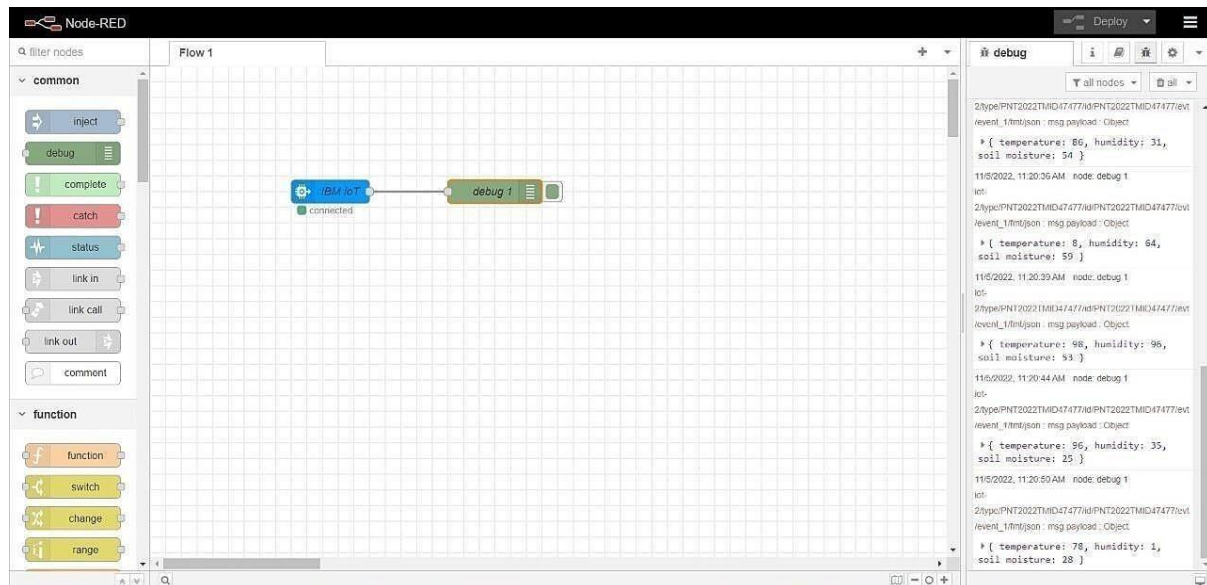 Node-RED
Deploy
filter nodes
Flow 1
debug
i
all nodes
all
common
inject
debug
complete
catch
status
link in
link call
link out
comment
function
function
switch
change
range
IBM IoT
connected
debug 1
2/type/PNT2022TMID47477/id/PNT2022TMID47477/evt
/event_1/fmt/json : msg.payload : Object
{ temperature: 86, humidity: 31,
soil moisture: 54 }
11/5/2022, 11:20:36 AM node: debug 1
iot-
2/type/PNT2022TMID47477/id/PNT2022TMID47477/evt
/event_1/fmt/json : msg.payload : Object
{ temperature: 8, humidity: 64,
soil moisture: 59 }
11/5/2022, 11:20:39 AM node: debug 1
iot-
2/type/PNT2022TMID47477/id/PNT2022TMID47477/evt
/event_1/fmt/json : msg.payload : Object
{ temperature: 98, humidity: 96,
soil moisture: 53 }
11/5/2022, 11:20:44 AM node: debug 1
iot-
2/type/PNT2022TMID47477/id/PNT2022TMID47477/evt
/event_1/fmt/json : msg.payload : Object
{ temperature: 96, humidity: 35,
soil moisture: 25 }
11/5/2022, 11:20:50 AM node: debug 1
iot-
2/type/PNT2022TMID47477/id/PNT2022TMID47477/evt
/event_1/fmt/json : msg.payload : Object
{ temperature: 78, humidity: 1,
soil moisture: 28 }